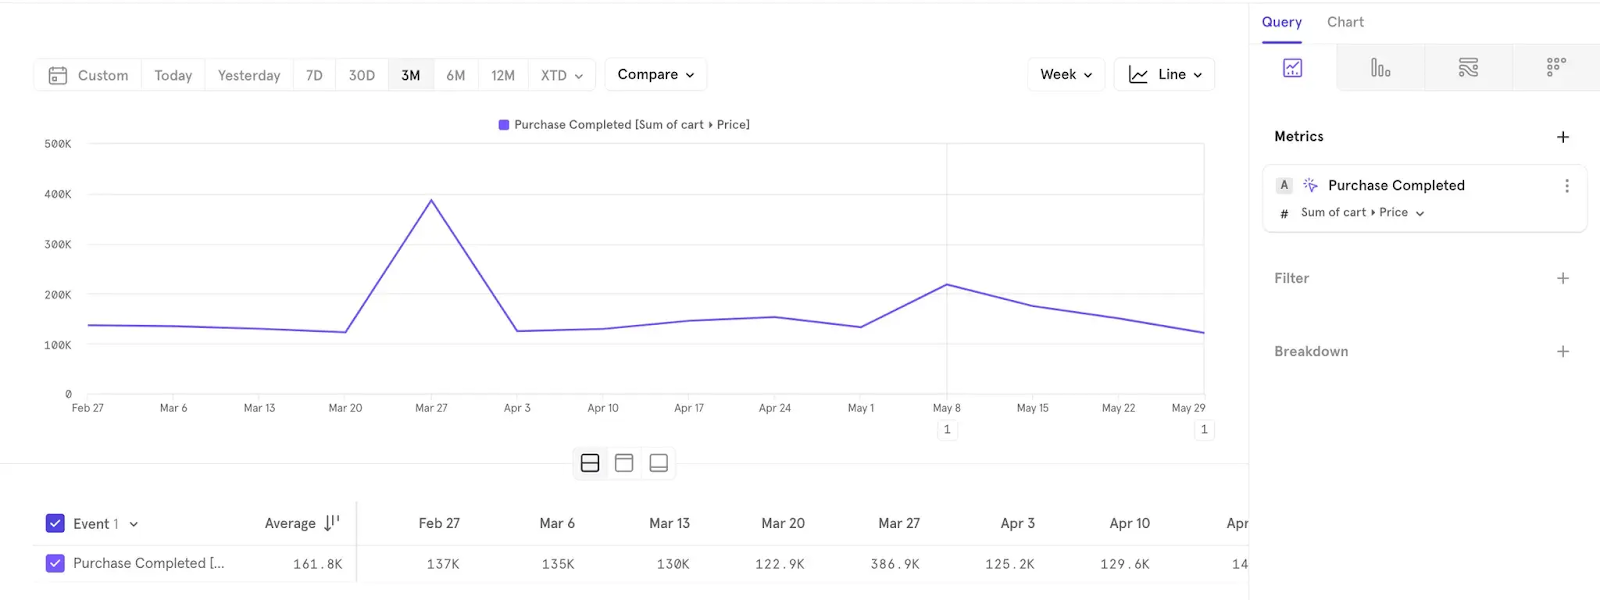 Query Chart
Custom Today Yesterday 7D 30D 3M 6M 12M XTD Compare Week Line
Purchase Completed [Sum of cart ▸ Price]
500K
400K
300K
200K
100K
0
Feb 27 Mar 6 Mar 13 Mar 20 Mar 27 Apr 3 Apr 10 Apr 17 Apr 24 May 1 May 8 May 15 May 22 May 29
1 1
Metrics
A Purchase Completed
# Sum of cart ▸ Price
Filter
Breakdown
Event 1 Average Feb 27 Mar 6 Mar 13 Mar 20 Mar 27 Apr 3 Apr 10 Apr
Purchase Completed [... 161.8K 137K 135K 130K 122.9K 386.9K 125.2K 129.6K 14